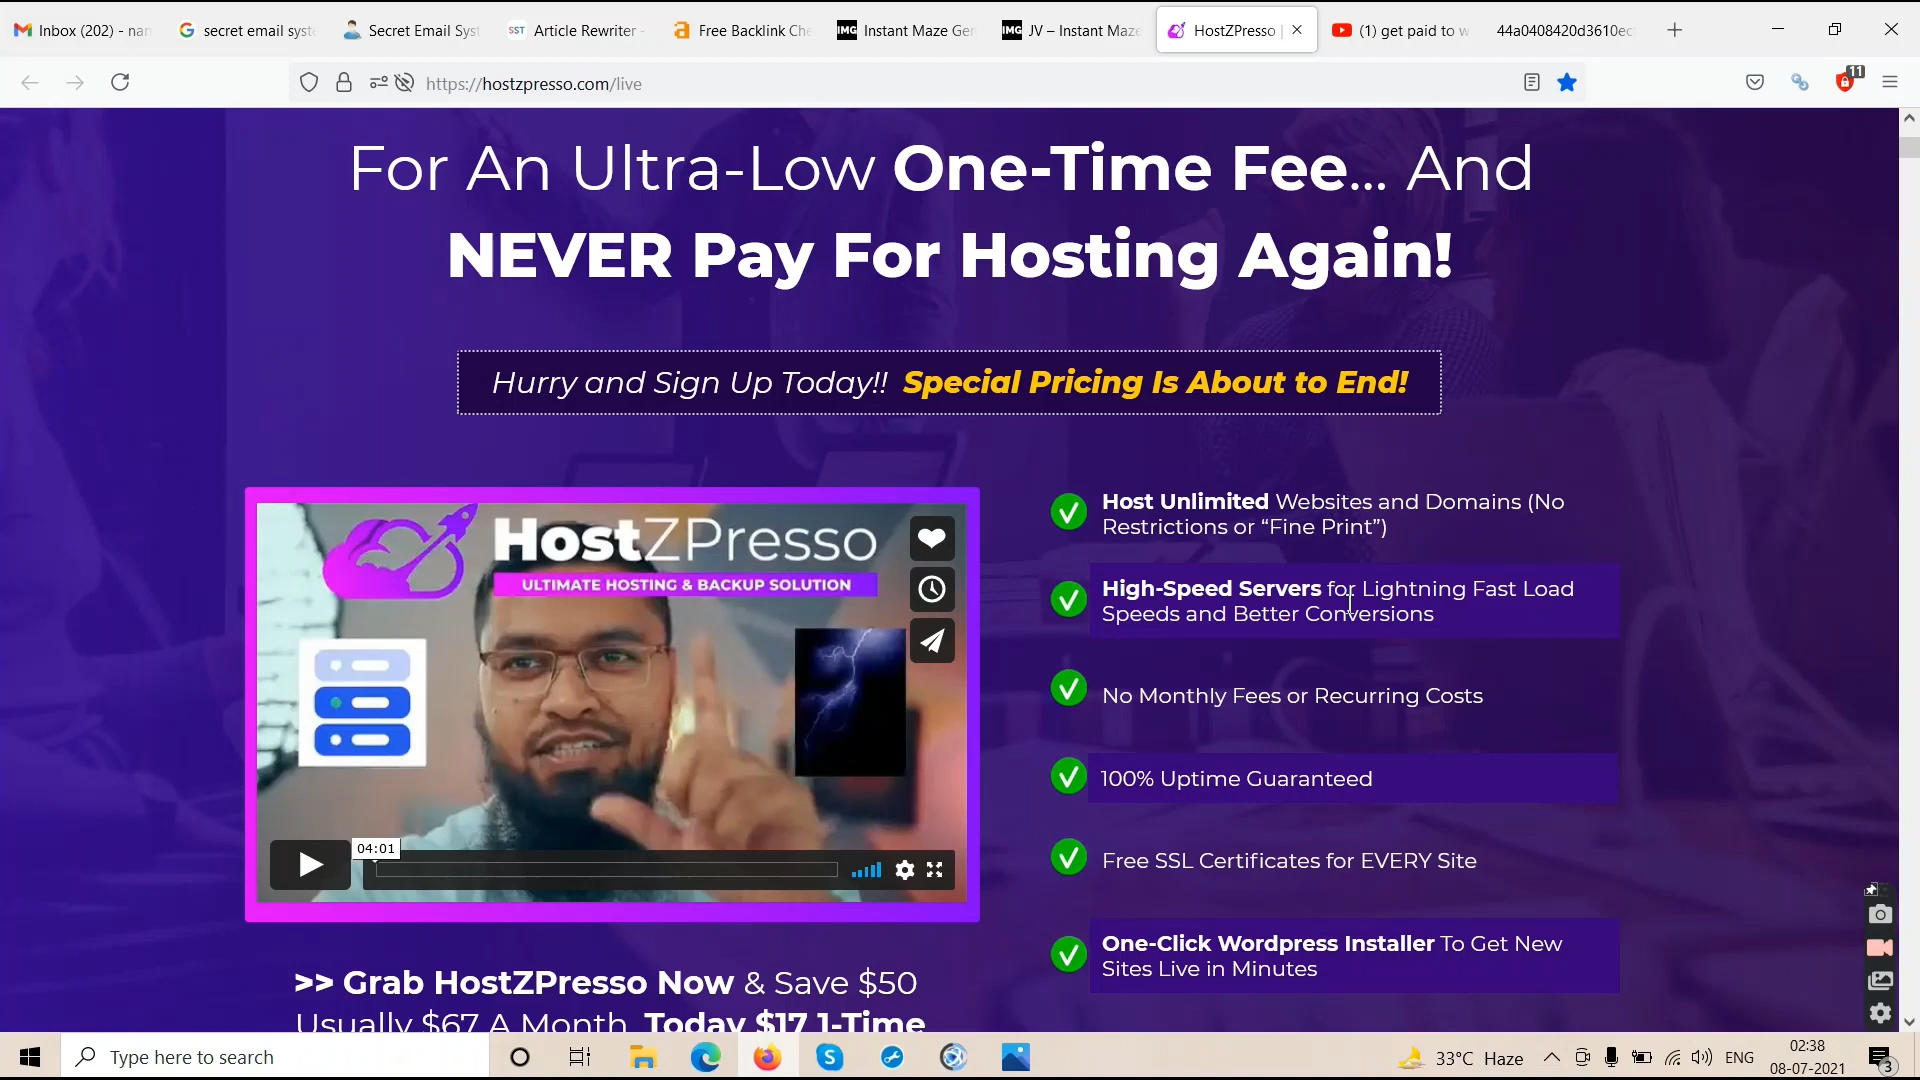 Inbox (202) - nan
secret email syst
Secret Email Syst
Article Rewriter -
Free Backlink Che
Instant Maze Gen
JV – Instant Maze
HostZPresso |
(1) get paid to w
44a0408420d3610ec
https://hostzpresso.com/live
11
For An Ultra-Low One-Time Fee... And
NEVER Pay For Hosting Again!
Hurry and Sign Up Today!! Special Pricing Is About to End!
HostZPresso
ULTIMATE HOSTING & BACKUP SOLUTION
04:01
Host Unlimited Websites and Domains (No
Restrictions or “Fine Print”)
High-Speed Servers for Lightning Fast Load
Speeds and Better Conversions
No Monthly Fees or Recurring Costs
100% Uptime Guaranteed
Free SSL Certificates for EVERY Site
One-Click Wordpress Installer To Get New
Sites Live in Minutes
>> Grab HostZPresso Now & Save $50
Usually $67 A Month, Today $17 1-Time
Type here to search
33°C Haze
ENG
02:38
08-07-2021
3